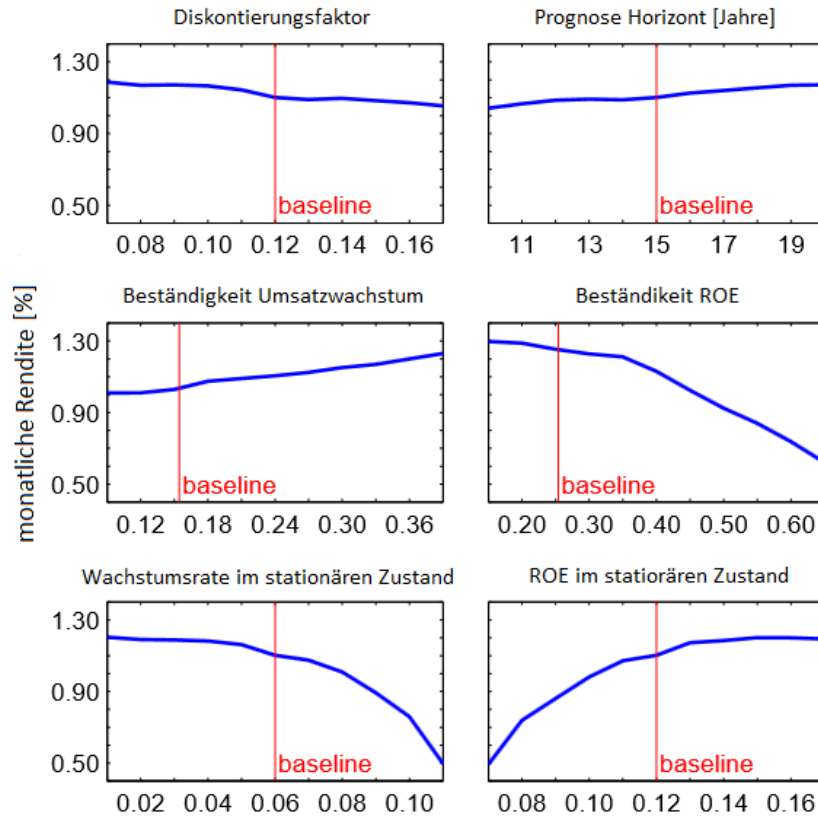 Diskontierungsfaktor
Prognose Horizont [Jahre]
1.30
0.90
0.50
baseline
baseline
0.08 0.10 0.12 0.14 0.16
11 13 15 17 19
monatliche Rendite [%]
Beständigkeit Umsatzwachstum
Beständikeit ROE
1.30
0.90
0.50
baseline
baseline
0.12 0.18 0.24 0.30 0.36
0.20 0.30 0.40 0.50 0.60
Wachstumsrate im stationären Zustand
ROE im statiorären Zustand
1.30
0.90
0.50
baseline
baseline
0.02 0.04 0.06 0.08 0.10
0.08 0.10 0.12 0.14 0.16